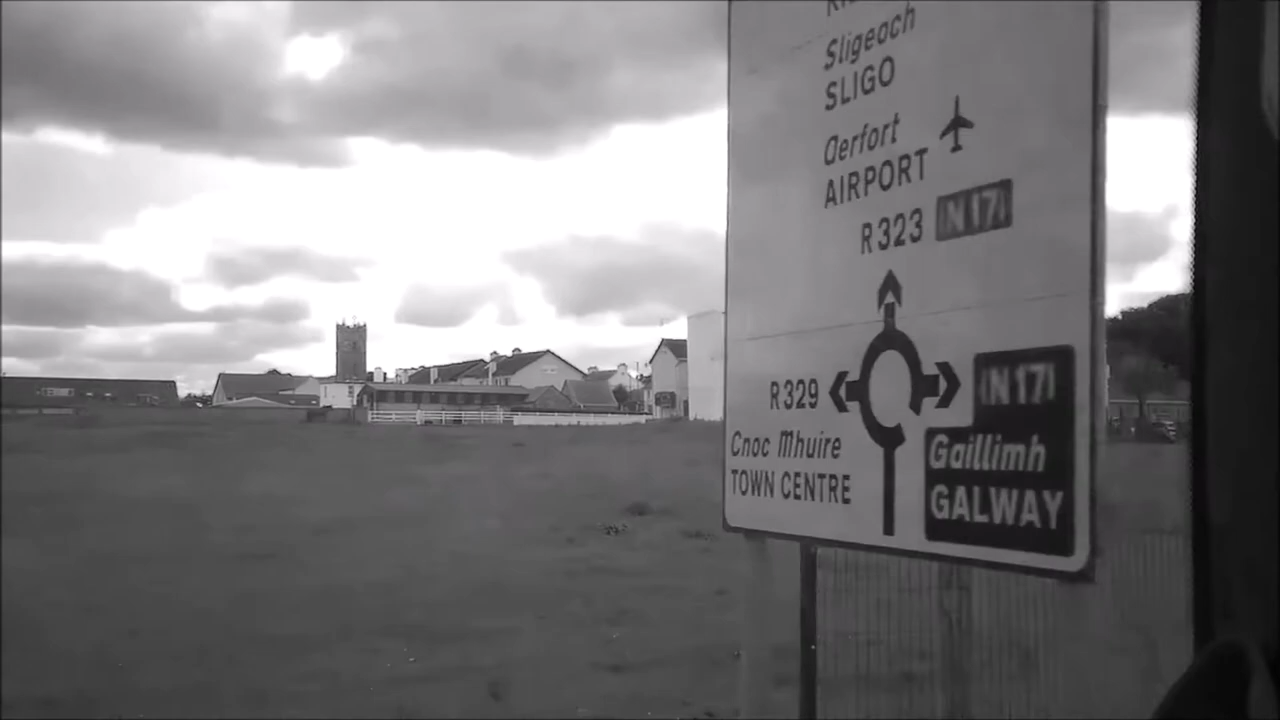 Sligeach
SLIGO
Aerfort
AIRPORT
R323 N17
R329
N17
Cnoc Mhuire
TOWN CENTRE
Gaillimh
GALWAY